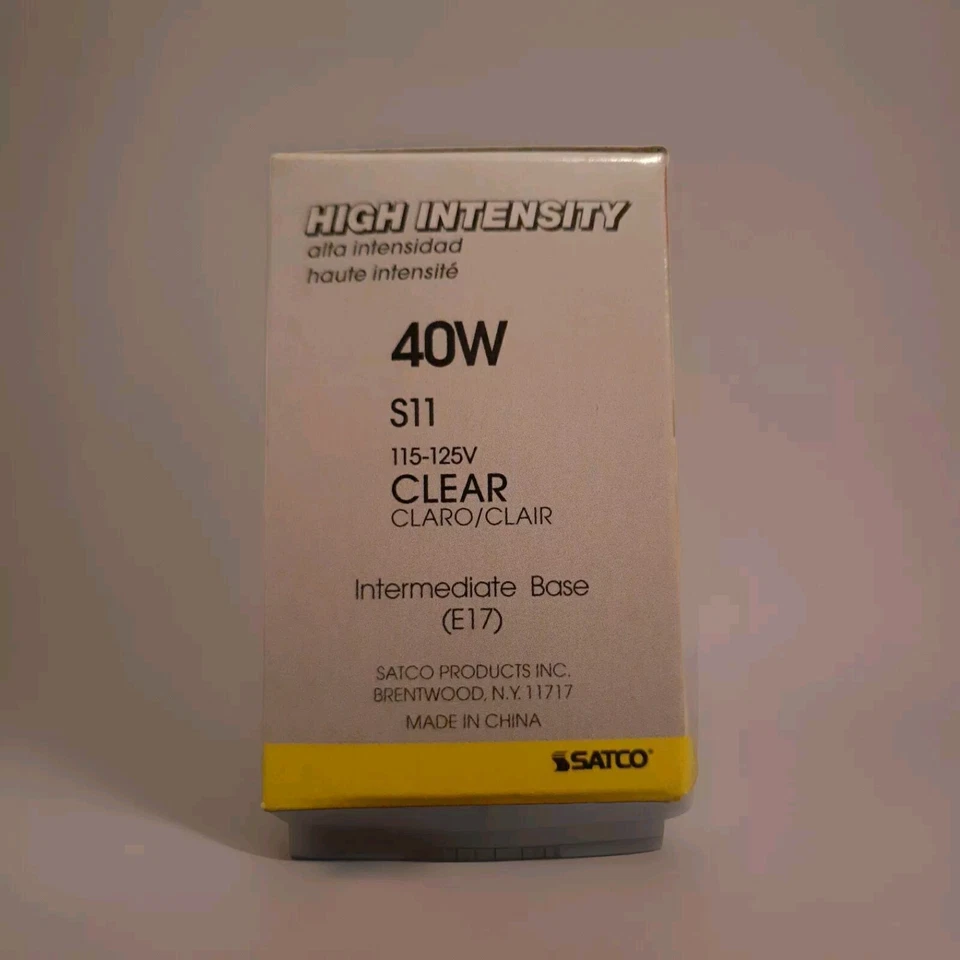 HIGH INTENSITY
alta intensidad
haute intensité
40W
S11
115-125V
CLEAR
CLARO/CLAIR
Intermediate Base
(E17)
SATCO PRODUCTS INC.
BRENTWOOD, N.Y. 11717
MADE IN CHINA
SATCO®